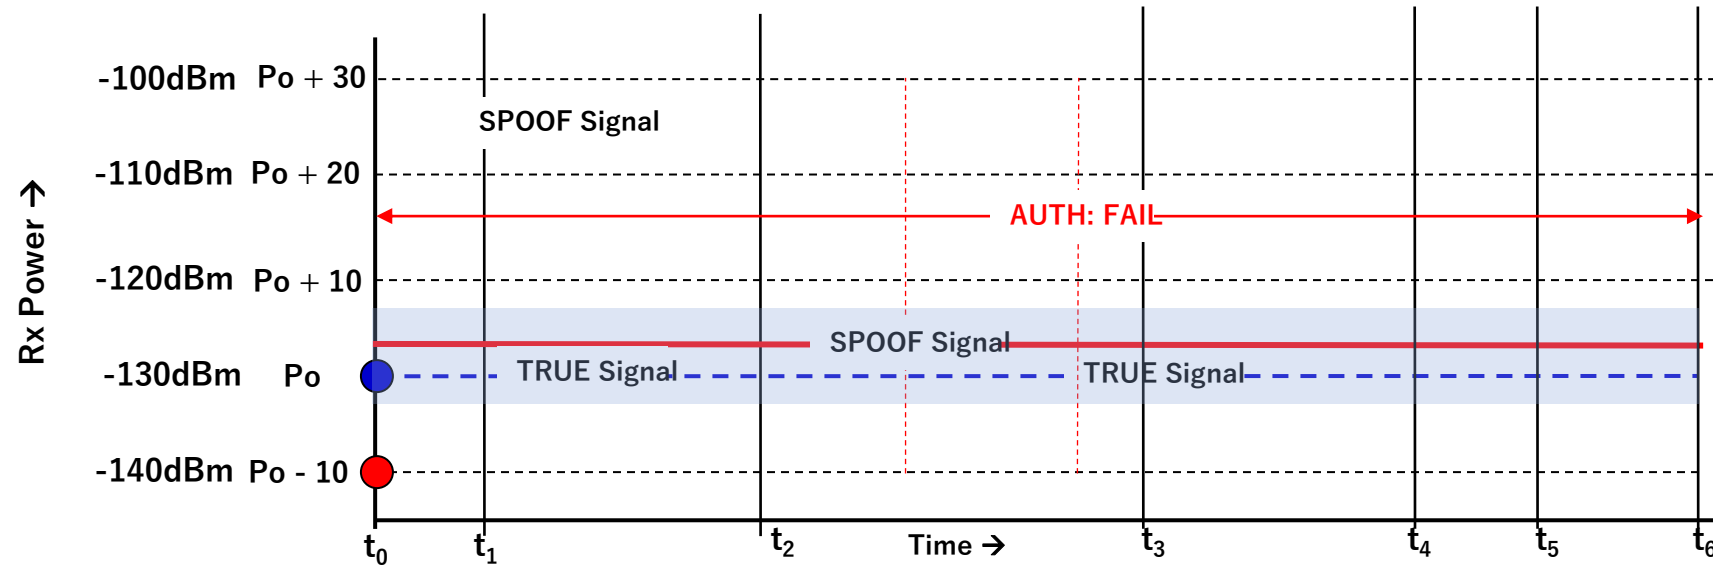 -100dBm Po + 30
SPOOF Signal
-110dBm Po + 20
AUTH: FAIL
-120dBm Po + 10
SPOOF Signal
-130dBm Po
TRUE Signal TRUE Signal
-140dBm Po - 10
Rx Power →
t0 t1 t2 Time → t3 t4 t5 t6